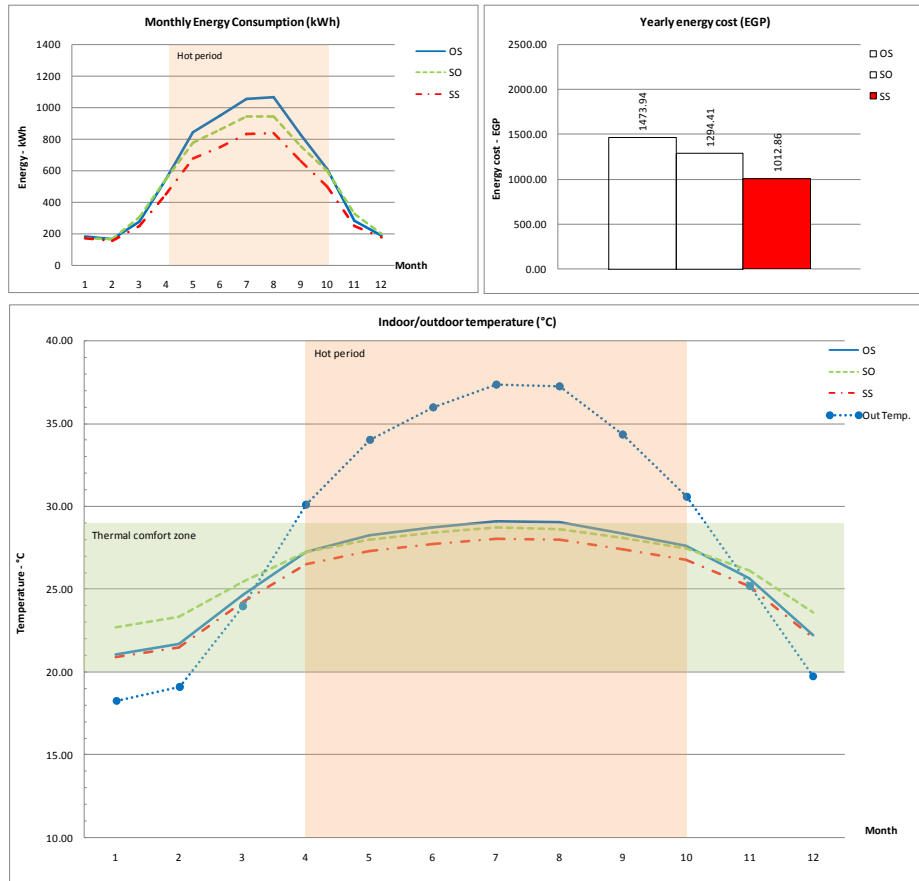 Monthly Energy Consumption (kWh)
1400
1200
1000
800
600
400
200
0
Energy - kWh
Hot period
OS
SO
SS
Month
1 2 3 4 5 6 7 8 9 10 11 12
Yearly energy cost (EGP)
2500.00
2000.00
1500.00
1000.00
500.00
0.00
Energy cost - EGP
1473.94
1294.41
1012.86
OS
SO
SS
Indoor/outdoor temperature (°C)
40.00
35.00
30.00
25.00
20.00
15.00
10.00
Temperature - °C
Hot period
Thermal comfort zone
OS
SO
SS
Out Temp.
Month
1 2 3 4 5 6 7 8 9 10 11 12